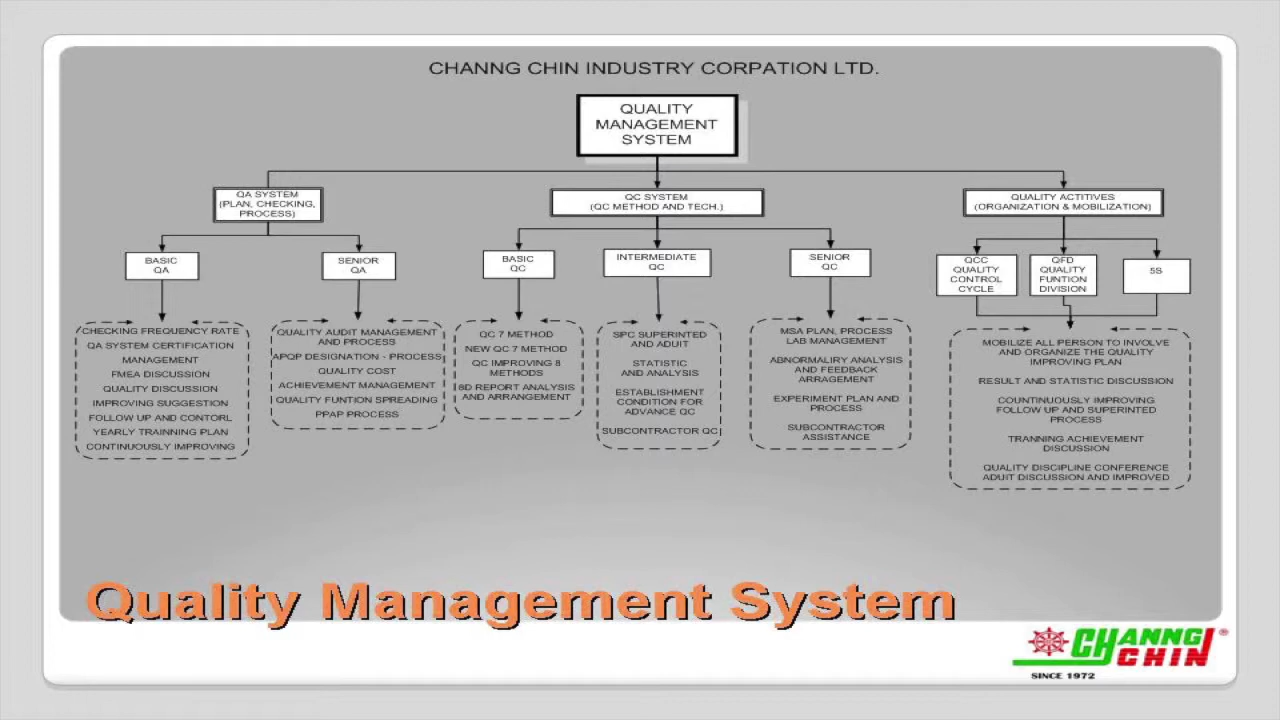 CHANNG CHIN INDUSTRY CORPATION LTD.
QUALITY
MANAGEMENT
SYSTEM
QA SYSTEM
(PLAN, CHECKING,
PROCESS)
QC SYSTEM
(QC METHOD AND TECH.)
QUALITY ACTITIVES
(ORGANIZATION & MOBILIZATION)
BASIC
QA
SENIOR
QA
BASIC
QC
INTERMEDIATE
QC
SENIOR
QC
QCC
QUALITY
CONTROL
CYCLE
QFD
QUALITY
FUNTION
DIVISION
5S
CHECKING FREQUENCY RATE
QA SYSTEM CERTIFICATION
MANAGEMENT
FMEA DISCUSSION
QUALITY DISCUSSION
IMPROVING SUGGESTION
FOLLOW UP AND CONTORL
YEARLY TRAINNING PLAN
CONTINUOUSLY IMPROVING
QUALITY AUDIT MANAGEMENT
AND PROCESS
APQP DESIGNATION - PROCESS
QUALITY COST
ACHIEVEMENT MANAGEMENT
QUALITY FUNTION SPREADING
PPAP PROCESS
QC 7 METHOD
NEW QC 7 METHOD
QC IMPROVING 8
METHODS
8D REPORT ANALYSIS
AND ARRANGEMENT
SPC SUPERINTED
AND ADUIT
STATISTIC
AND ANALYSIS
ESTABLISHMENT
CONDITION FOR
ADVANCE QC
SUBCONTRACTOR QC
MSA PLAN, PROCESS
LAB MANAGEMENT
ABNORMALIRY ANALYSIS
AND FEEDBACK
ARRAGEMENT
EXPERIMENT PLAN AND
PROCESS
SUBCONTRACTOR
ASSISTANCE
MOBILIZE ALL PERSON TO INVOLVE
AND ORGANIZE THE QUALITY
IMPROVING PLAN
RESULT AND STATISTIC DISCUSSION
COUNTINUOUSLY IMPROVING
FOLLOW UP AND SUPERINTED
PROCESS
TRANNING ACHIEVEMENT
DISCUSSION
QUALITY DISCIPLINE CONFERENCE
ADUIT DISCUSSION AND IMPROVED
Quality Management System
CHANNG
CHIN
®
SINCE 1972